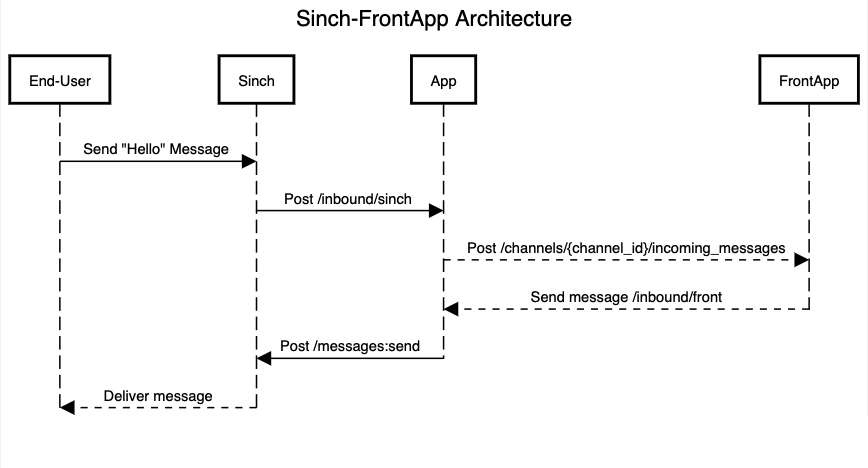 Sinch-FrontApp Architecture
End-User
Sinch
App
FrontApp
Send "Hello" Message
Post /inbound/sinch
Post /channels/{channel_id}/incoming_messages
Send message /inbound/front
Post /messages:send
Deliver message